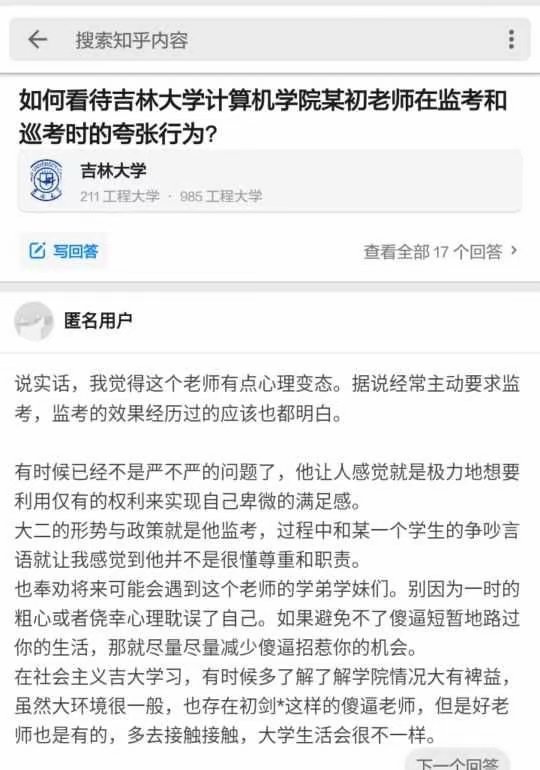 搜索知乎内容
如何看待吉林大学计算机学院某初老师在监考和
巡考时的夸张行为?
吉林大学
211 工程大学 · 985 工程大学
写回答
查看全部 17 个回答
匿名用户
说实话，我觉得这个老师有点心理变态。据说经常主动要求监
考，监考的效果经历过的应该也都明白。
有时候已经不是严不严的问题了，他让人感觉就是极力地想要
利用仅有的权利来实现自己卑微的满足感。
大二的形势与政策就是他监考，过程中和某一个学生的争吵言
语就让我感觉到他并不是很懂尊重和职责。
也奉劝将来可能会遇到这个老师的学弟学妹们。别因为一时的
粗心或者侥幸心理耽误了自己。如果避免不了傻逼短暂地路过
你的生活，那就尽量尽量减少傻逼招惹你的机会。
在社会主义吉大学习，有时候多了解了解学院情况大有裨益，
虽然大环境很一般，也存在初剑*这样的傻逼老师，但是好老
师也是有的，多去接触接触，大学生活会很不一样。
下一个回答